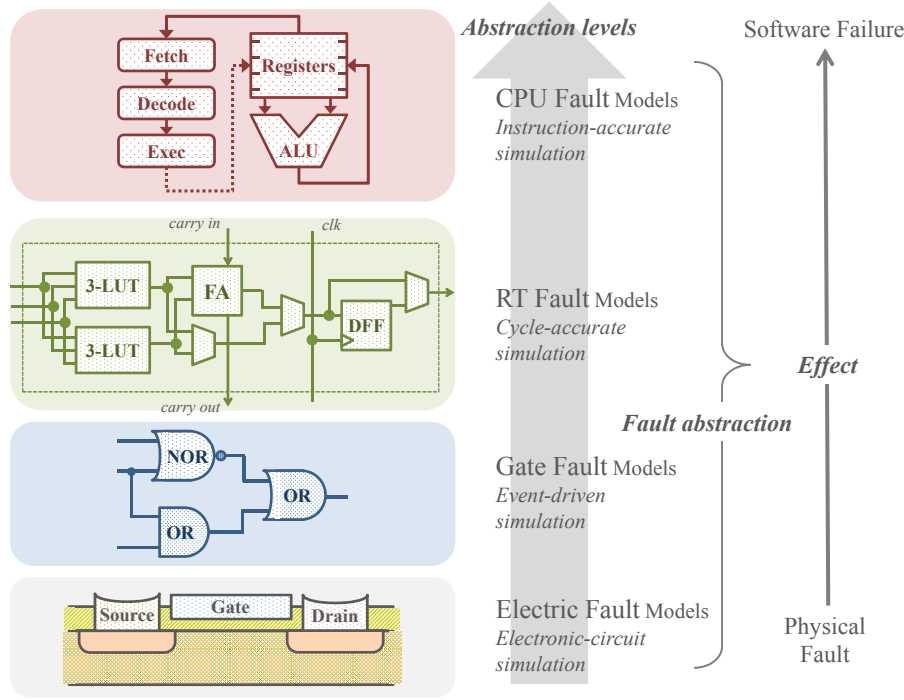 Abstraction levels
Software Failure
Fetch
Decode
Exec
Registers
ALU
CPU Fault Models
Instruction-accurate
simulation
carry in
clk
3-LUT
3-LUT
FA
DFF
carry out
RT Fault Models
Cycle-accurate
simulation
Effect
Fault abstraction
NOR
OR
OR
Gate Fault Models
Event-driven
simulation
Source
Gate
Drain
Electric Fault Models
Electronic-circuit
simulation
Physical
Fault